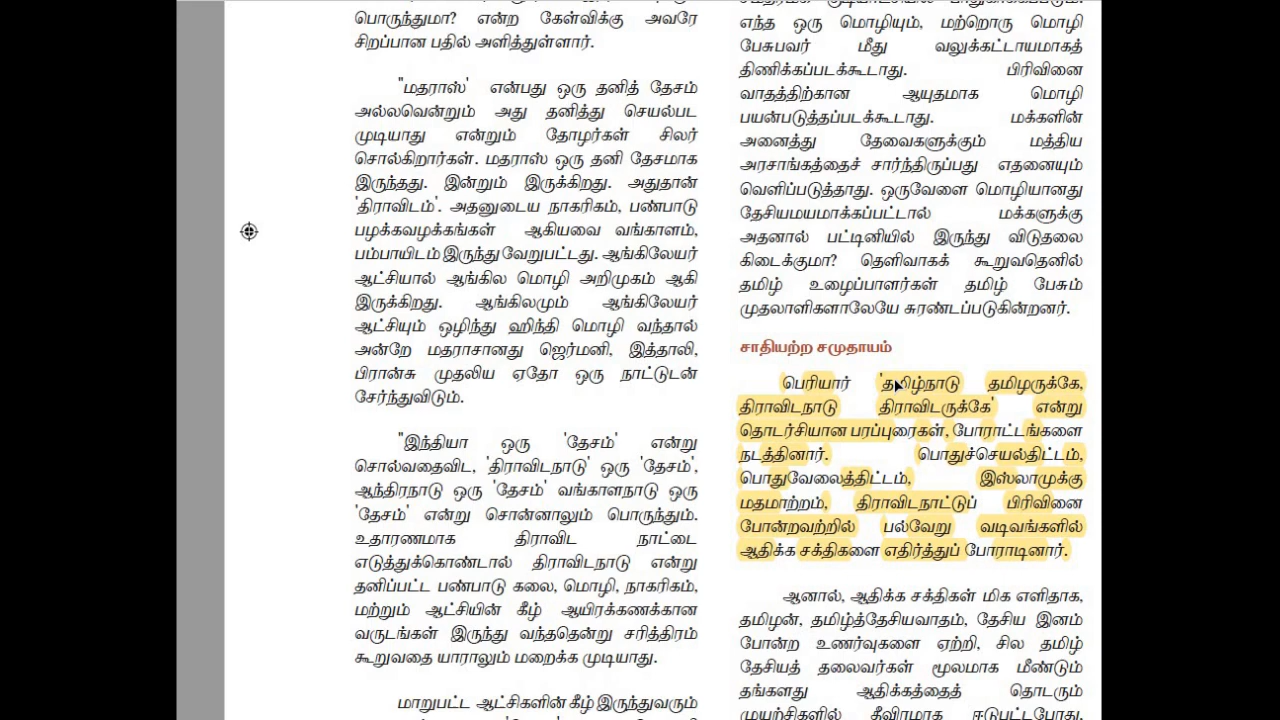 பொருந்துமா? என்ற கேள்விக்கு அவரே
சிறப்பான பதில் அளித்துள்ளார்.
"மதராஸ்' என்பது ஒரு தனித் தேசம்
அல்லவென்றும் அது தனித்து செயல்பட
முடியாது என்றும் தோழர்கள் சிலர்
சொல்கிறார்கள். மதராஸ் ஒரு தனி தேசமாக
இருந்தது. இன்றும் இருக்கிறது. அதுதான்
'திராவிடம்'. அதனுடைய நாகரிகம், பண்பாடு
பழக்கவழக்கங்கள் ஆகியவை வங்காளம்,
பம்பாயிடம் இருந்து வேறுபட்டது. ஆங்கிலேயர்
ஆட்சியால் ஆங்கில மொழி அறிமுகம் ஆகி
இருக்கிறது. ஆங்கிலமும் ஆங்கிலேயர்
ஆட்சியும் ஒழிந்து ஹிந்தி மொழி வந்தால்
அன்றே மதராசானது ஜெர்மனி, இத்தாலி,
பிரான்சு முதலிய ஏதோ ஒரு நாட்டுடன்
சேர்ந்துவிடும்.
"இந்தியா ஒரு 'தேசம்' என்று
சொல்வதைவிட, 'திராவிடநாடு' ஒரு 'தேசம்',
ஆந்திரநாடு ஒரு 'தேசம்' வங்காளநாடு ஒரு
'தேசம்' என்று சொன்னாலும் பொருந்தும்.
உதாரணமாக திராவிட நாட்டை
எடுத்துக்கொண்டால் திராவிடநாடு என்று
தனிப்பட்ட பண்பாடு கலை, மொழி, நாகரிகம்,
மற்றும் ஆட்சியின் கீழ் ஆயிரக்கணக்கான
வருடங்கள் இருந்து வந்ததென்று சரித்திரம்
கூறுவதை யாராலும் மறைக்க முடியாது.
மாறுபட்ட ஆட்சிகளின் கீழ் இருந்துவரும்
எந்த ஒரு மொழியும், மற்றொரு மொழி
பேசுபவர் மீது வலுக்கட்டாயமாகத்
திணிக்கப்படக்கூடாது. பிரிவினை
வாதத்திற்கான ஆயுதமாக மொழி
பயன்படுத்தப்படக்கூடாது. மக்களின்
அனைத்து தேவைகளுக்கும் மத்திய
அரசாங்கத்தைச் சார்ந்திருப்பது எதனையும்
வெளிப்படுத்தாது. ஒருவேளை மொழியானது
தேசியமயமாக்கப்பட்டால் மக்களுக்கு
அதனால் பட்டினியில் இருந்து விடுதலை
கிடைக்குமா? தெளிவாகக் கூறுவதெனில்
தமிழ் உழைப்பாளர்கள் தமிழ் பேசும்
முதலாளிகளாலேயே சுரண்டப்படுகின்றனர்.
சாதியற்ற சமுதாயம்
பெரியார் 'தமிழ்நாடு தமிழருக்கே,
திராவிடநாடு திராவிடருக்கே' என்று
தொடர்சியான பரப்புரைகள், போராட்டங்களை
நடத்தினார். பொதுச்செயல்திட்டம்,
பொதுவேலைத்திட்டம், இஸ்லாமுக்கு
மதமாற்றம், திராவிடநாட்டுப் பிரிவினை
போன்றவற்றில் பல்வேறு வடிவங்களில்
ஆதிக்க சக்திகளை எதிர்த்துப் போராடினார்.
ஆனால், ஆதிக்க சக்திகள் மிக எளிதாக,
தமிழன், தமிழ்த்தேசியவாதம், தேசிய இனம்
போன்ற உணர்வுகளை ஏற்றி, சில தமிழ்
தேசியத் தலைவர்கள் மூலமாக மீண்டும்
தங்களது ஆதிக்கத்தைத் தொடரும்
முயற்சிகளில் தீவிரமாக ஈடுபட்டபோது,